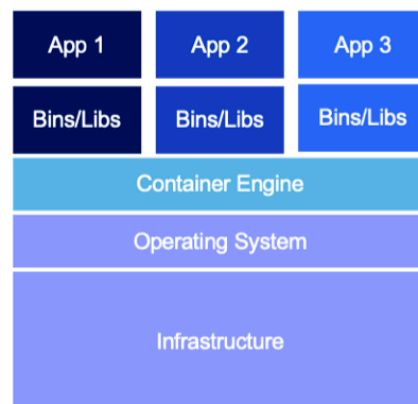 App 1 App 2 App 3
Bins/Libs Bins/Libs Bins/Libs
Container Engine
Operating System
Infrastructure